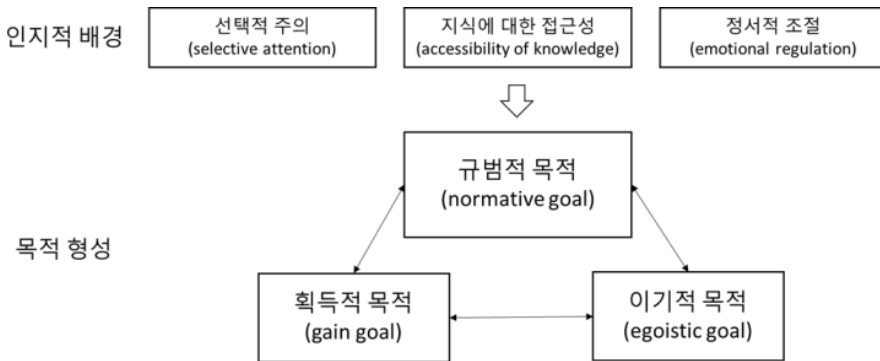 인지적 배경
선택적 주의
(selective attention)
지식에 대한 접근성
(accessibility of knowledge)
정서적 조절
(emotional regulation)
규범적 목적
(normative goal)
목적 형성
획득적 목적
(gain goal)
이기적 목적
(egoistic goal)